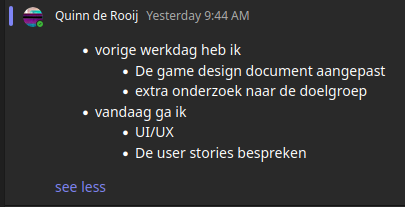 Quinn de Rooij Yesterday 9:44 AM
vorige werkdag heb ik
De game design document aangepast
extra onderzoek naar de doelgroep
vandaag ga ik
UI/UX
De user stories bespreken
see less